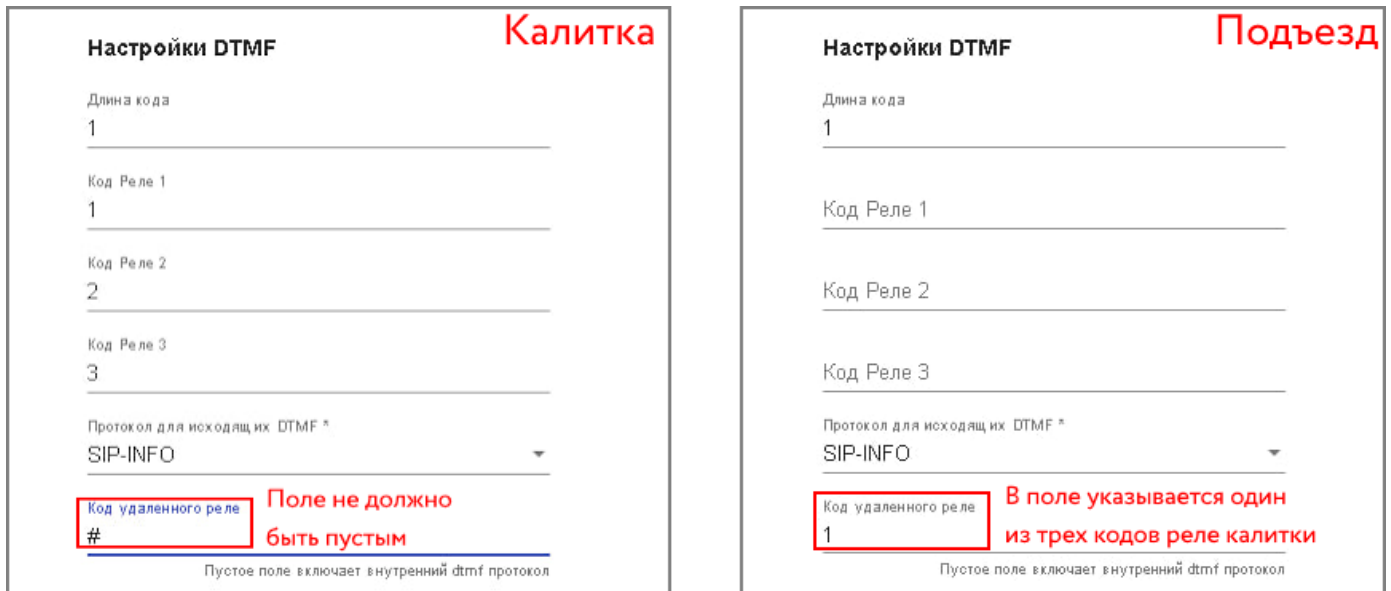 Калитка
Настройки DTMF
Длина кода
1
Код Реле 1
1
Код Реле 2
2
Код Реле 3
3
Протокол для исходящих DTMF *
SIP-INFO
Код удаленного реле
#
Поле не должно
быть пустым
Пустое поле включает внутренний dtmf протокол
Подъезд
Настройки DTMF
Длина кода
1
Код Реле 1
Код Реле 2
Код Реле 3
Протокол для исходящих DTMF *
SIP-INFO
Код удаленного реле
1
В поле указывается один
из трех кодов реле калитки
Пустое поле включает внутренний dtmf протокол